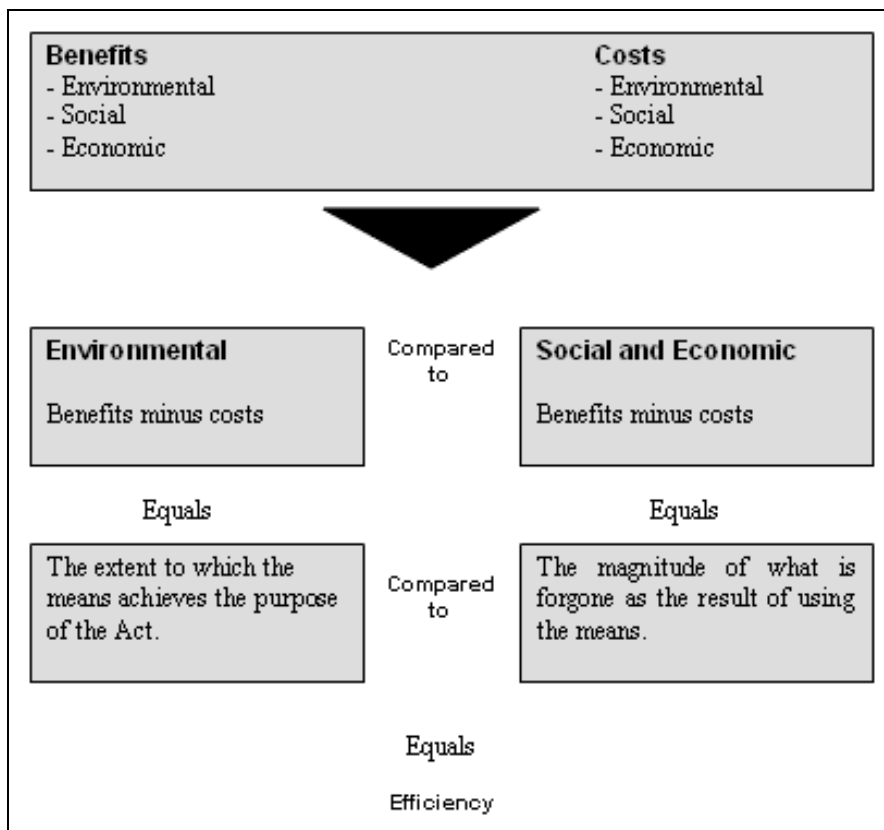 Benefits
- Environmental
- Social
- Economic
Costs
- Environmental
- Social
- Economic
Environmental
Benefits minus costs
Compared
to
Social and Economic
Benefits minus costs
Equals
Equals
The extent to which the
means achieves the purpose
of the Act.
Compared
to
The magnitude of what is
forgone as the result of using
the means.
Equals
Efficiency